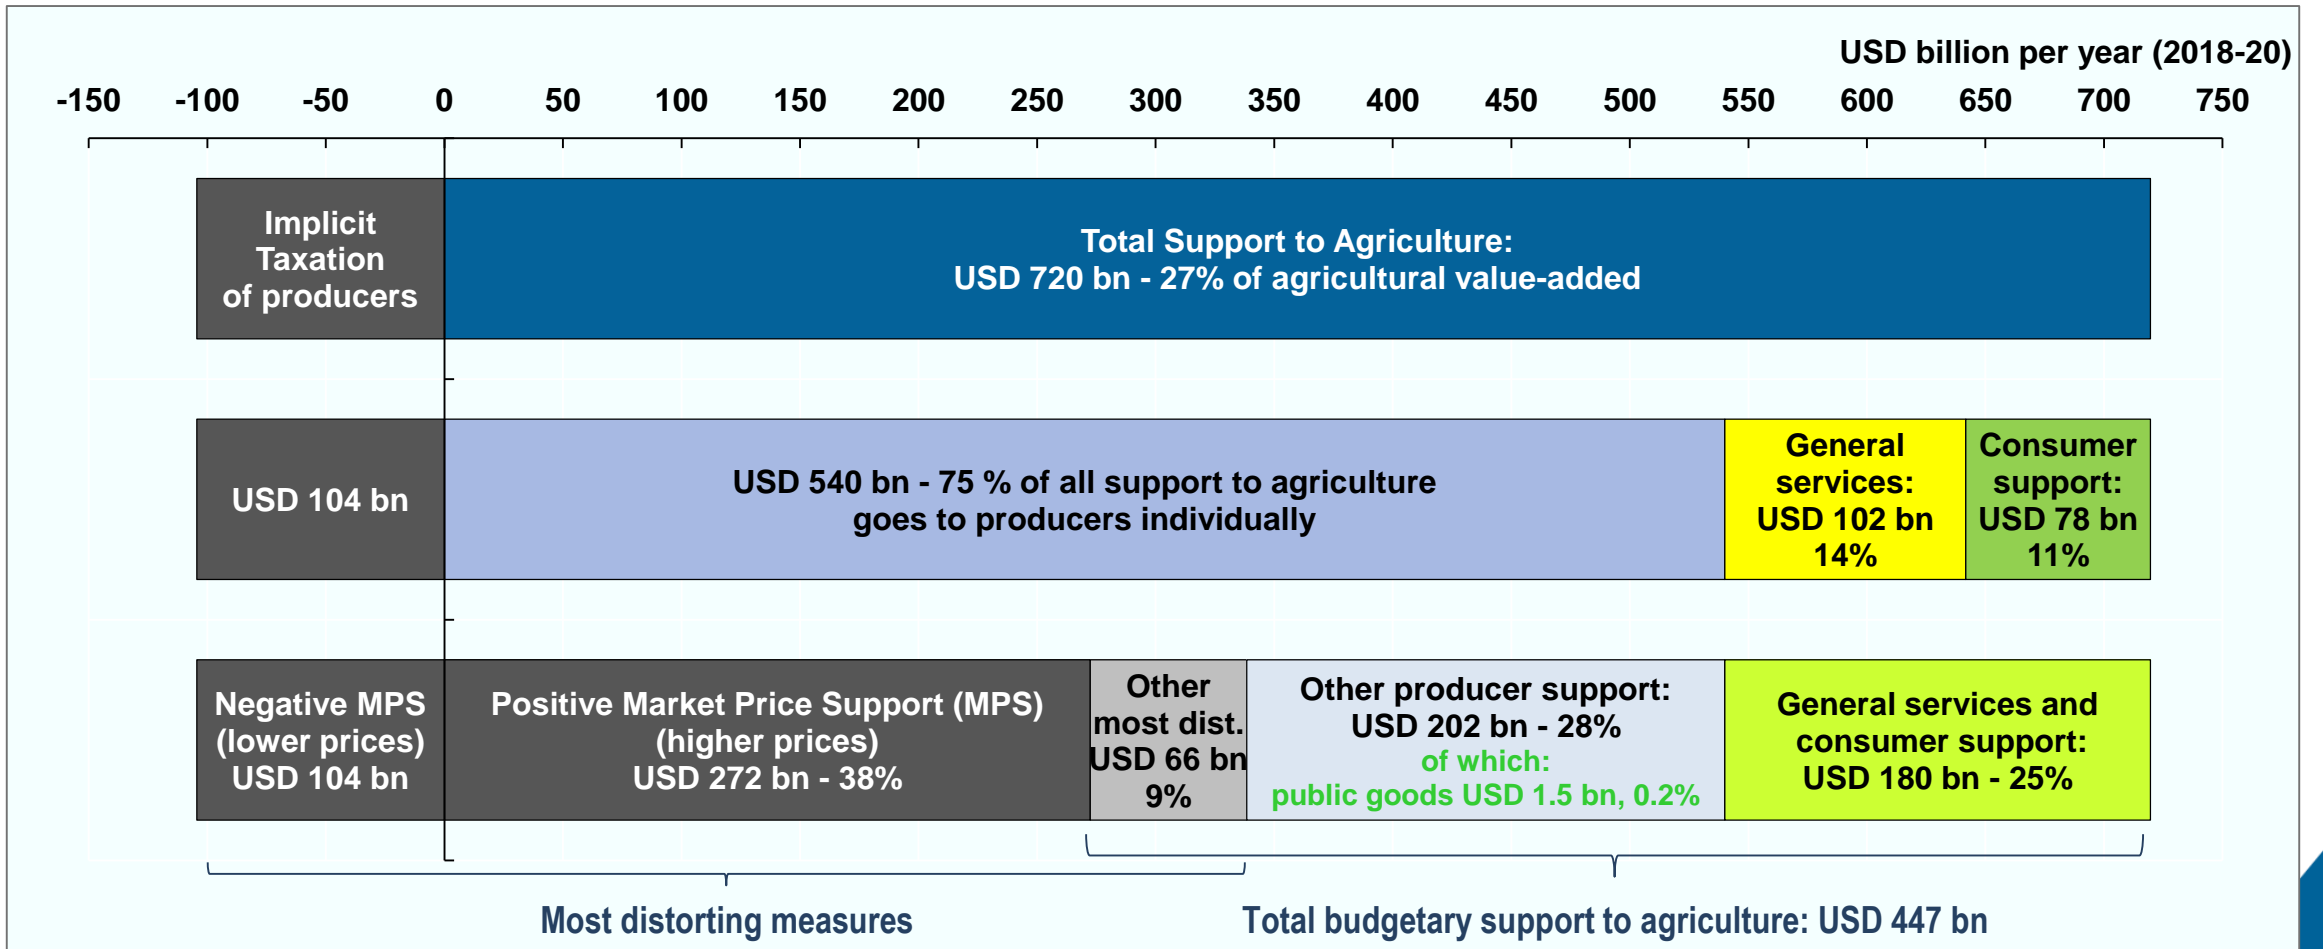 USD billion per year (2018-20)
-150 -100 -50 0 50 100 150 200 250 300 350 400 450 500 550 600 650 700 750
Implicit
Taxation
of producers
Total Support to Agriculture:
USD 720 bn - 27% of agricultural value-added
USD 104 bn
USD 540 bn - 75 % of all support to agriculture
goes to producers individually
General
services:
USD 102 bn
14%
Consumer
support:
USD 78 bn
11%
Negative MPS
(lower prices)
USD 104 bn
Positive Market Price Support (MPS)
(higher prices)
USD 272 bn - 38%
Other
most dist.
USD 66 bn
9%
Other producer support:
USD 202 bn - 28%
of which:
public goods USD 1.5 bn, 0.2%
General services and
consumer support:
USD 180 bn - 25%
Most distorting measures
Total budgetary support to agriculture: USD 447 bn